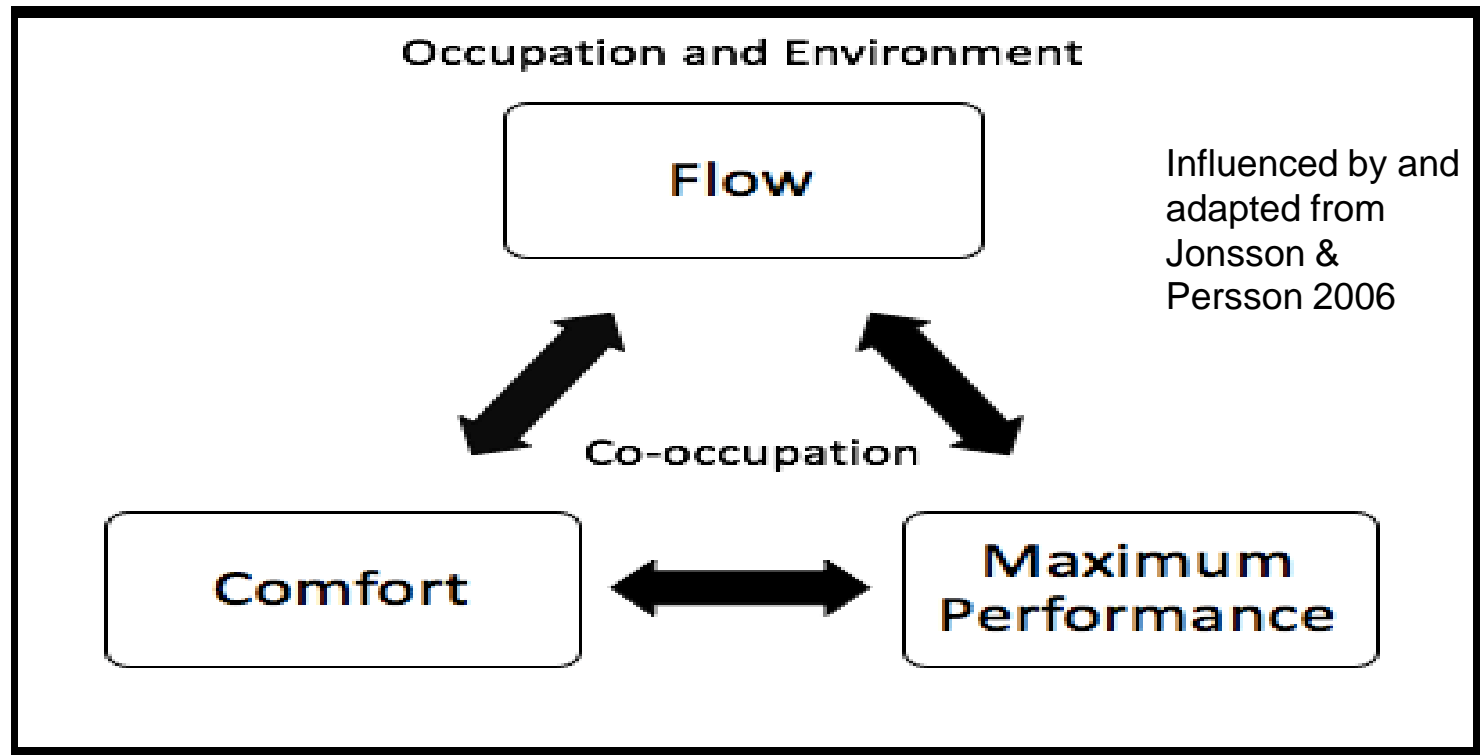 Occupation and Environment
Flow
Influenced by and
adapted from
Jonsson &
Persson 2006
Co-occupation
Comfort
Maximum
Performance